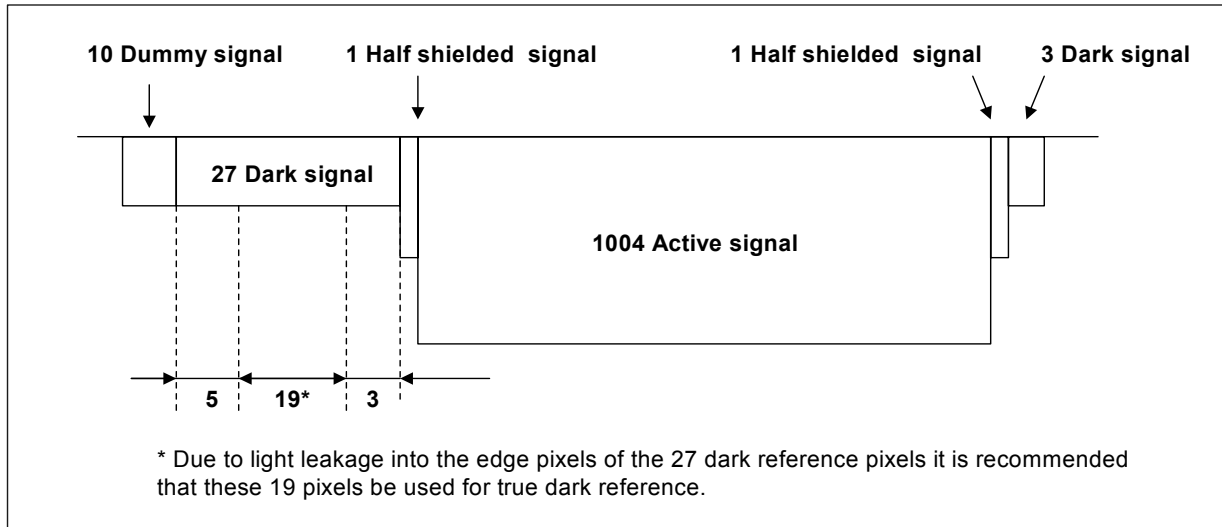 10 Dummy signal
1 Half shielded signal
1 Half shielded signal
3 Dark signal
27 Dark signal
1004 Active signal
5
19*
3
* Due to light leakage into the edge pixels of the 27 dark reference pixels it is recommended
that these 19 pixels be used for true dark reference.